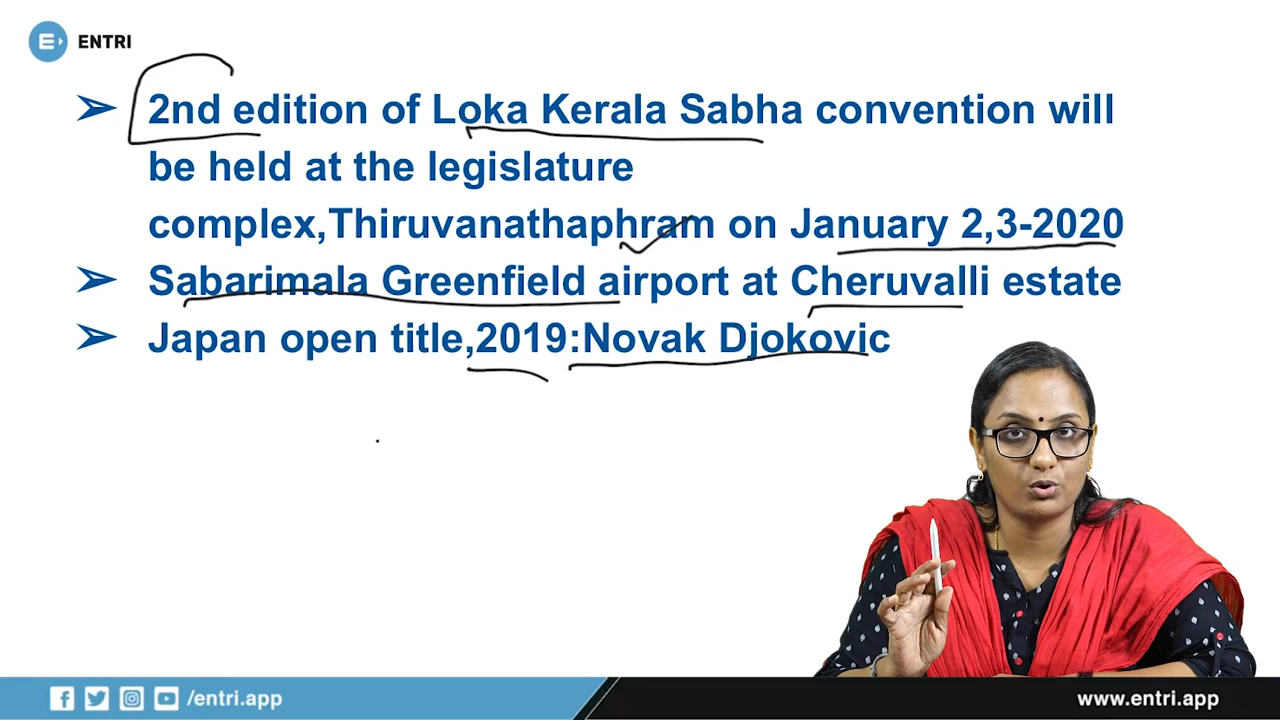 ENTRI
➢ 2nd edition of Loka Kerala Sabha convention will
be held at the legislature
complex,Thiruvanathaphram on January 2,3-2020
➢ Sabarimala Greenfield airport at Cheruvalli estate
➢ Japan open title,2019:Novak Djokovic
/entri.app
www.entri.app